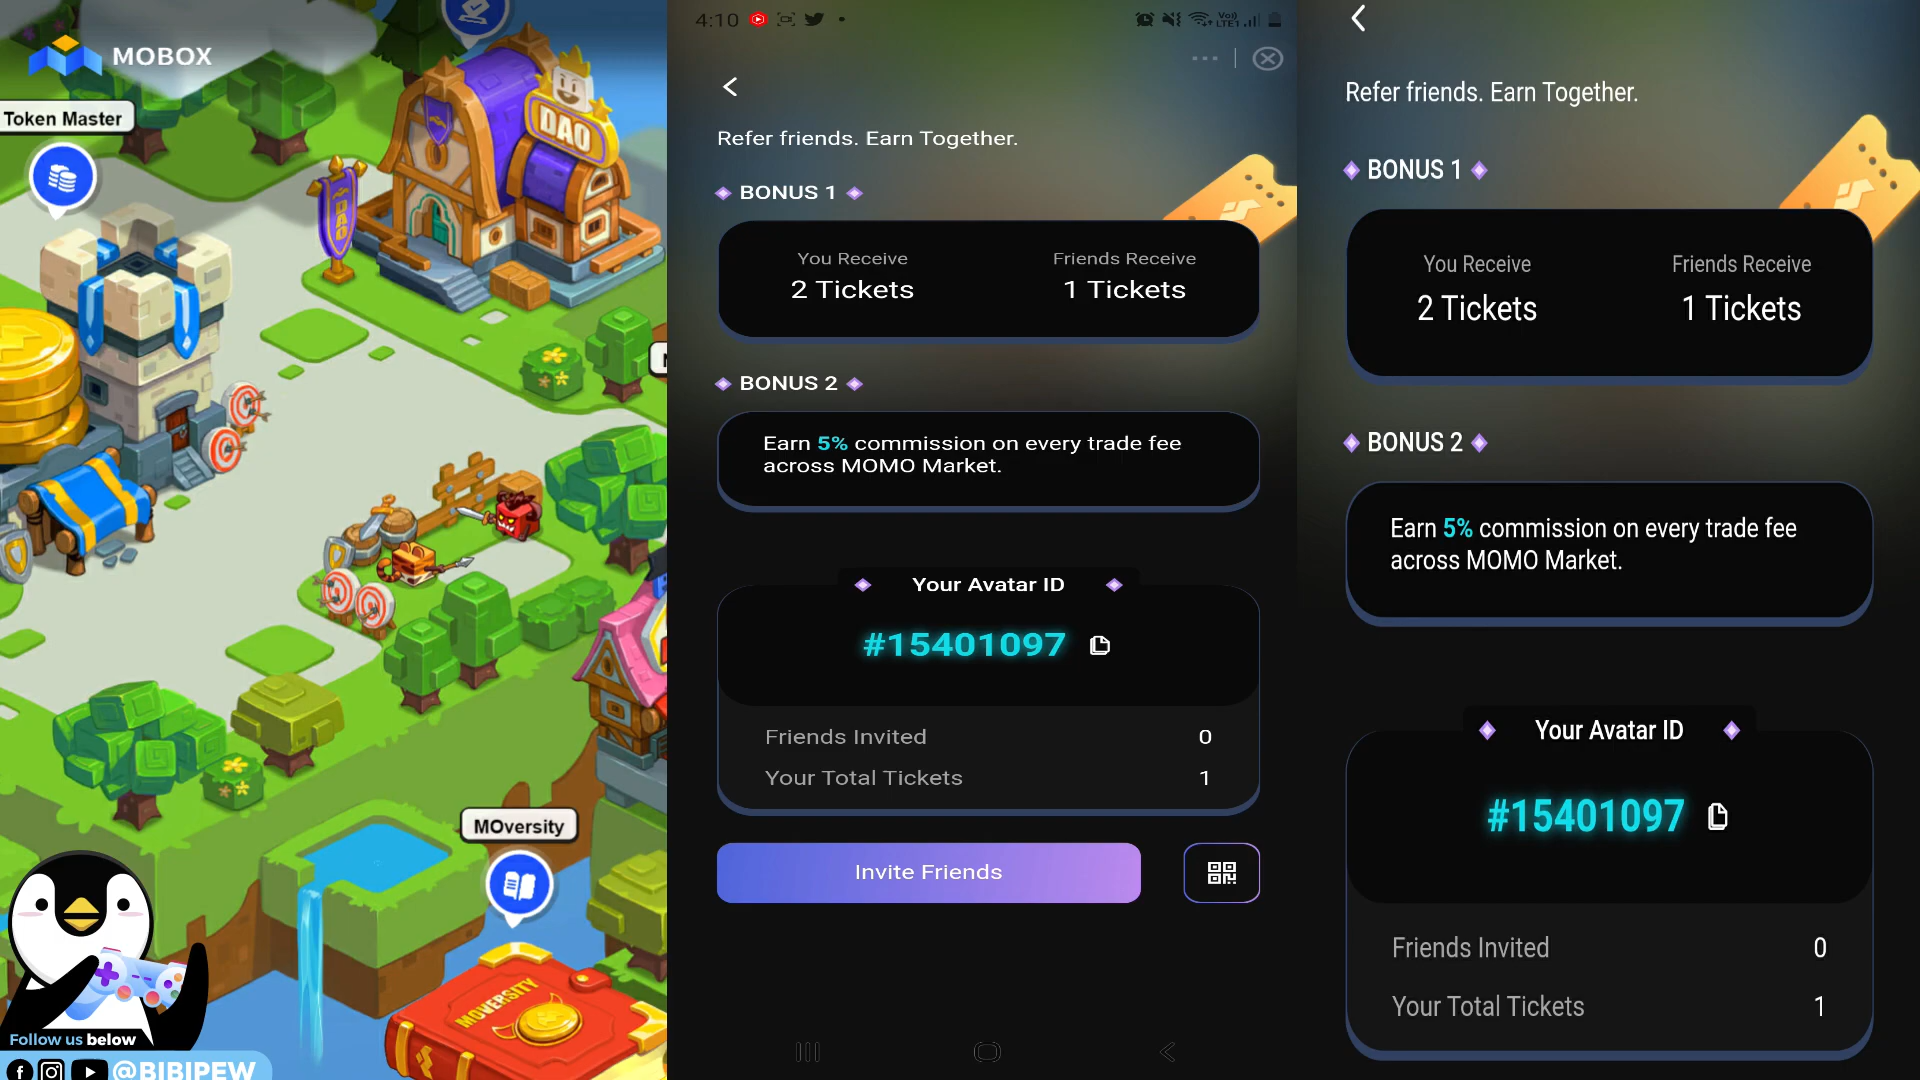 MOBOX
Token Master
DAO
DAO
MOversity
MOVERSITY
Follow us below
@BIBIPEW
4:10
Vo)) LTE1
Refer friends. Earn Together.
BONUS 1
You Receive
Friends Receive
2 Tickets
1 Tickets
BONUS 2
Earn 5% commission on every trade fee
across MOMO Market.
Your Avatar ID
#15401097
Friends Invited 0
Your Total Tickets 1
Invite Friends
Refer friends. Earn Together.
BONUS 1
You Receive
Friends Receive
2 Tickets
1 Tickets
BONUS 2
Earn 5% commission on every trade fee
across MOMO Market.
Your Avatar ID
#15401097
Friends Invited 0
Your Total Tickets 1